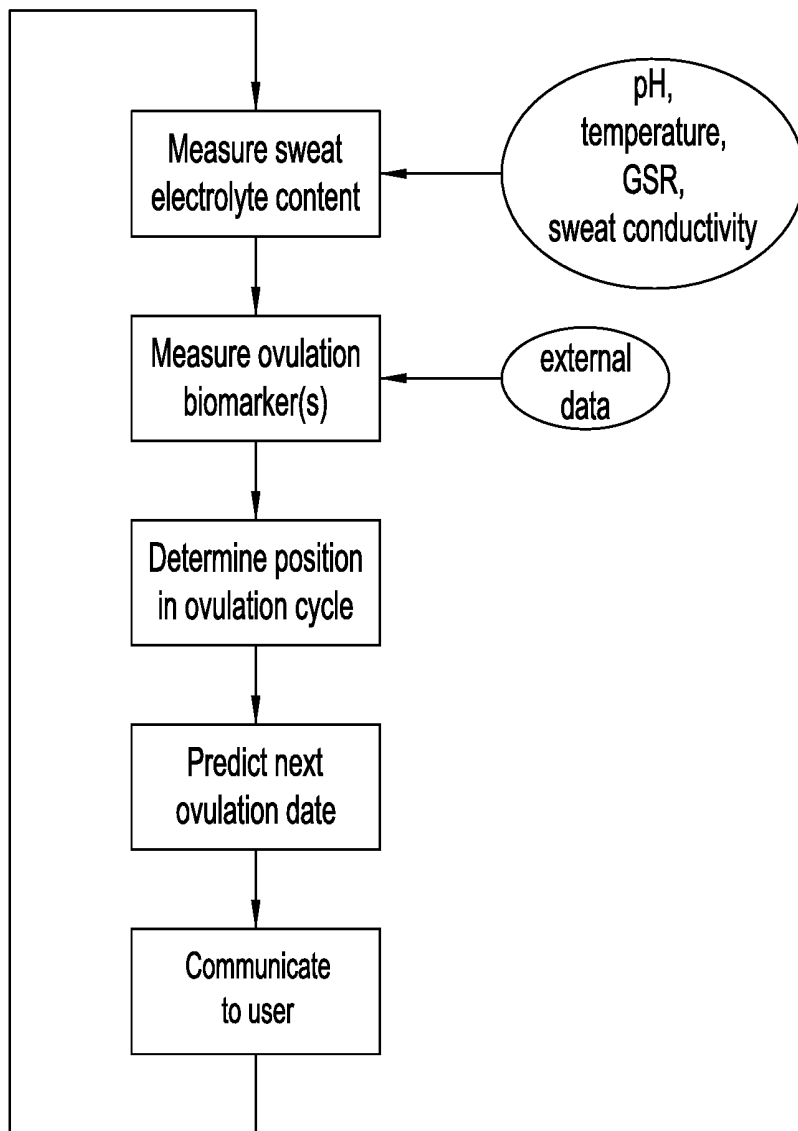 Measure sweat
electrolyte content
pH,
temperature,
GSR,
sweat conductivity
Measure ovulation
biomarker(s)
external
data
Determine position
in ovulation cycle
Predict next
ovulation date
Communicate
to user